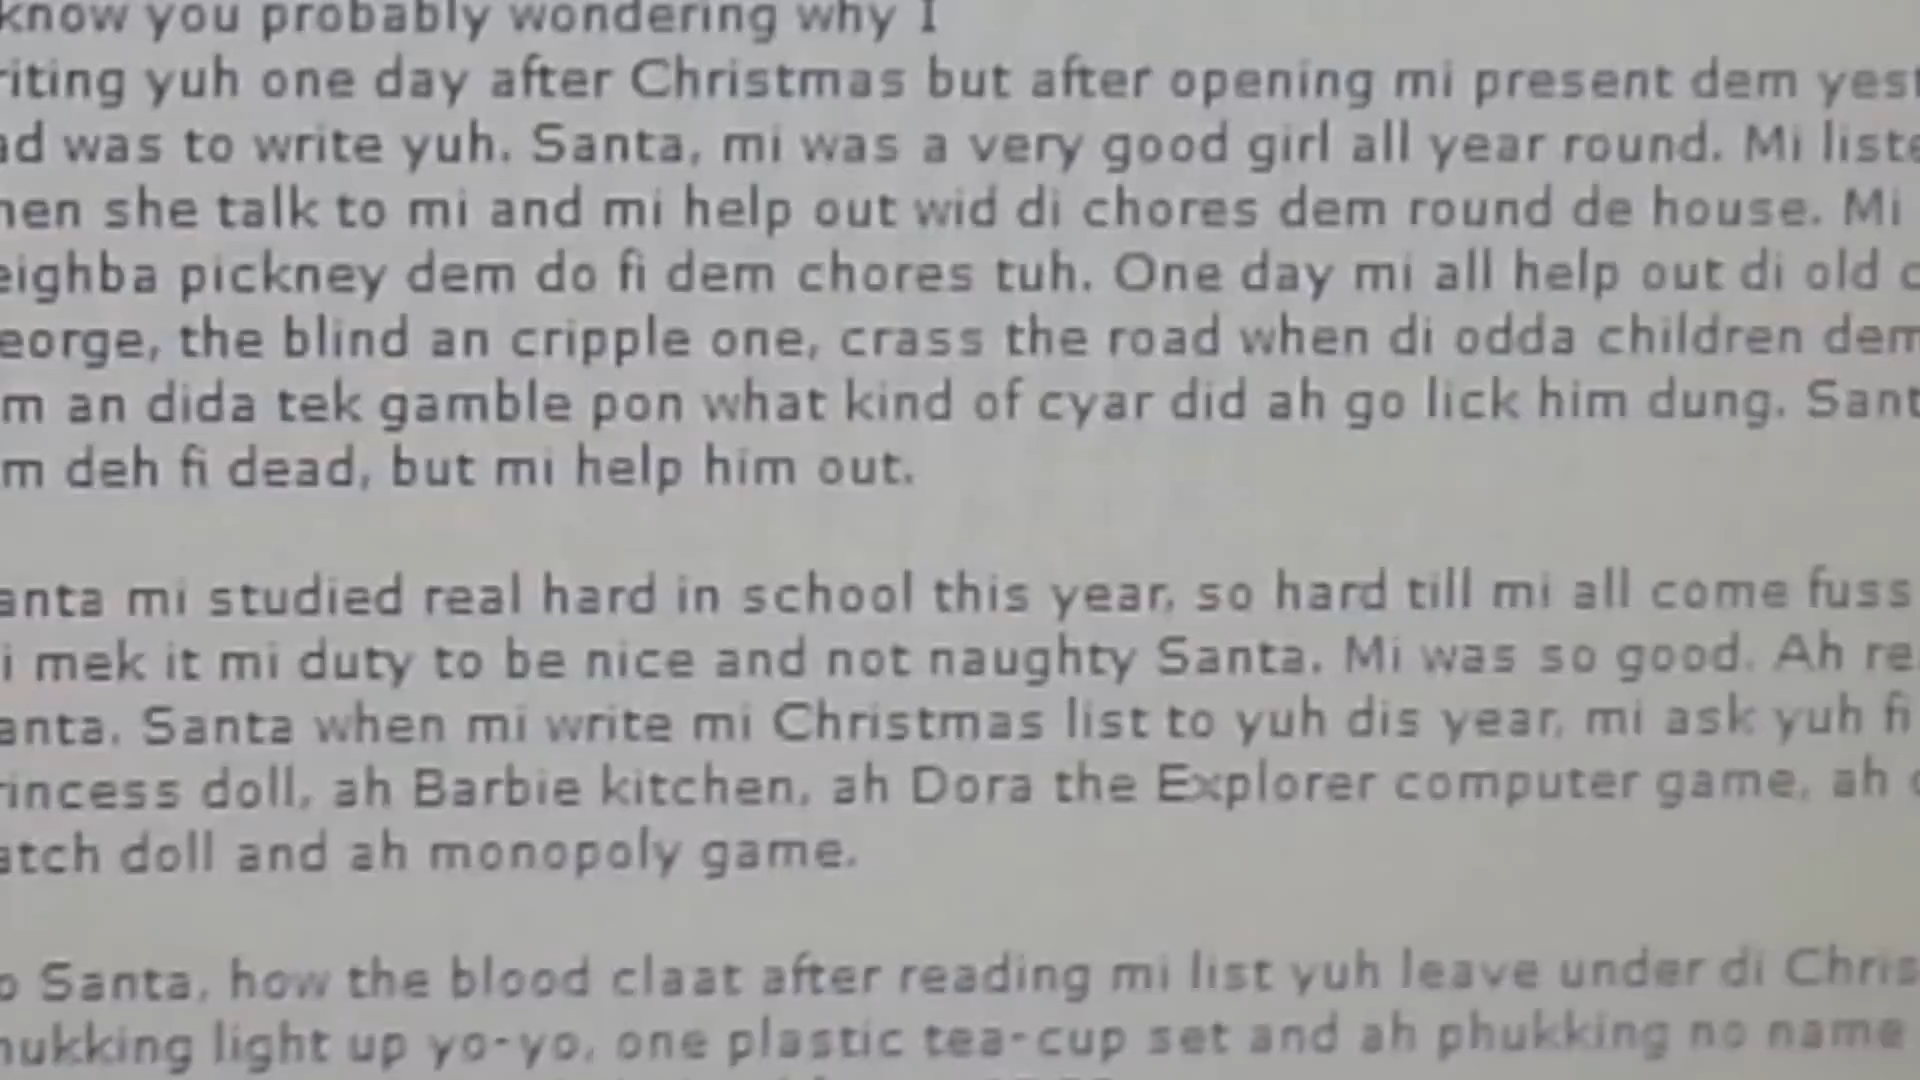 know you probably wondering why I
riting yuh one day after Christmas but after opening mi present dem yest
ad was to write yuh. Santa, mi was a very good girl all year round. Mi liste
hen she talk to mi and mi help out wid di chores dem round de house. Mi
eighba pickney dem do fi dem chores tuh. One day mi all help out di old
eorge, the blind an cripple one, crass the road when di odda children dem
m an dida tek gamble pon what kind of cyar did ah go lick him dung. Sant
m deh fi dead, but mi help him out.
anta mi studied real hard in school this year, so hard till mi all come fuss
i mek it mi duty to be nice and not naughty Santa. Mi was so good. Ah re
anta. Santa when mi write mi Christmas list to yuh dis year, mi ask yuh fi
rincess doll, ah Barbie kitchen, ah Dora the Explorer computer game, ah
atch doll and ah monopoly game.
o Santa, how the blood claat after reading mi list yuh leave under di Chris
hukking light up yo-yo, one plastic tea-cup set and ah phukking no name